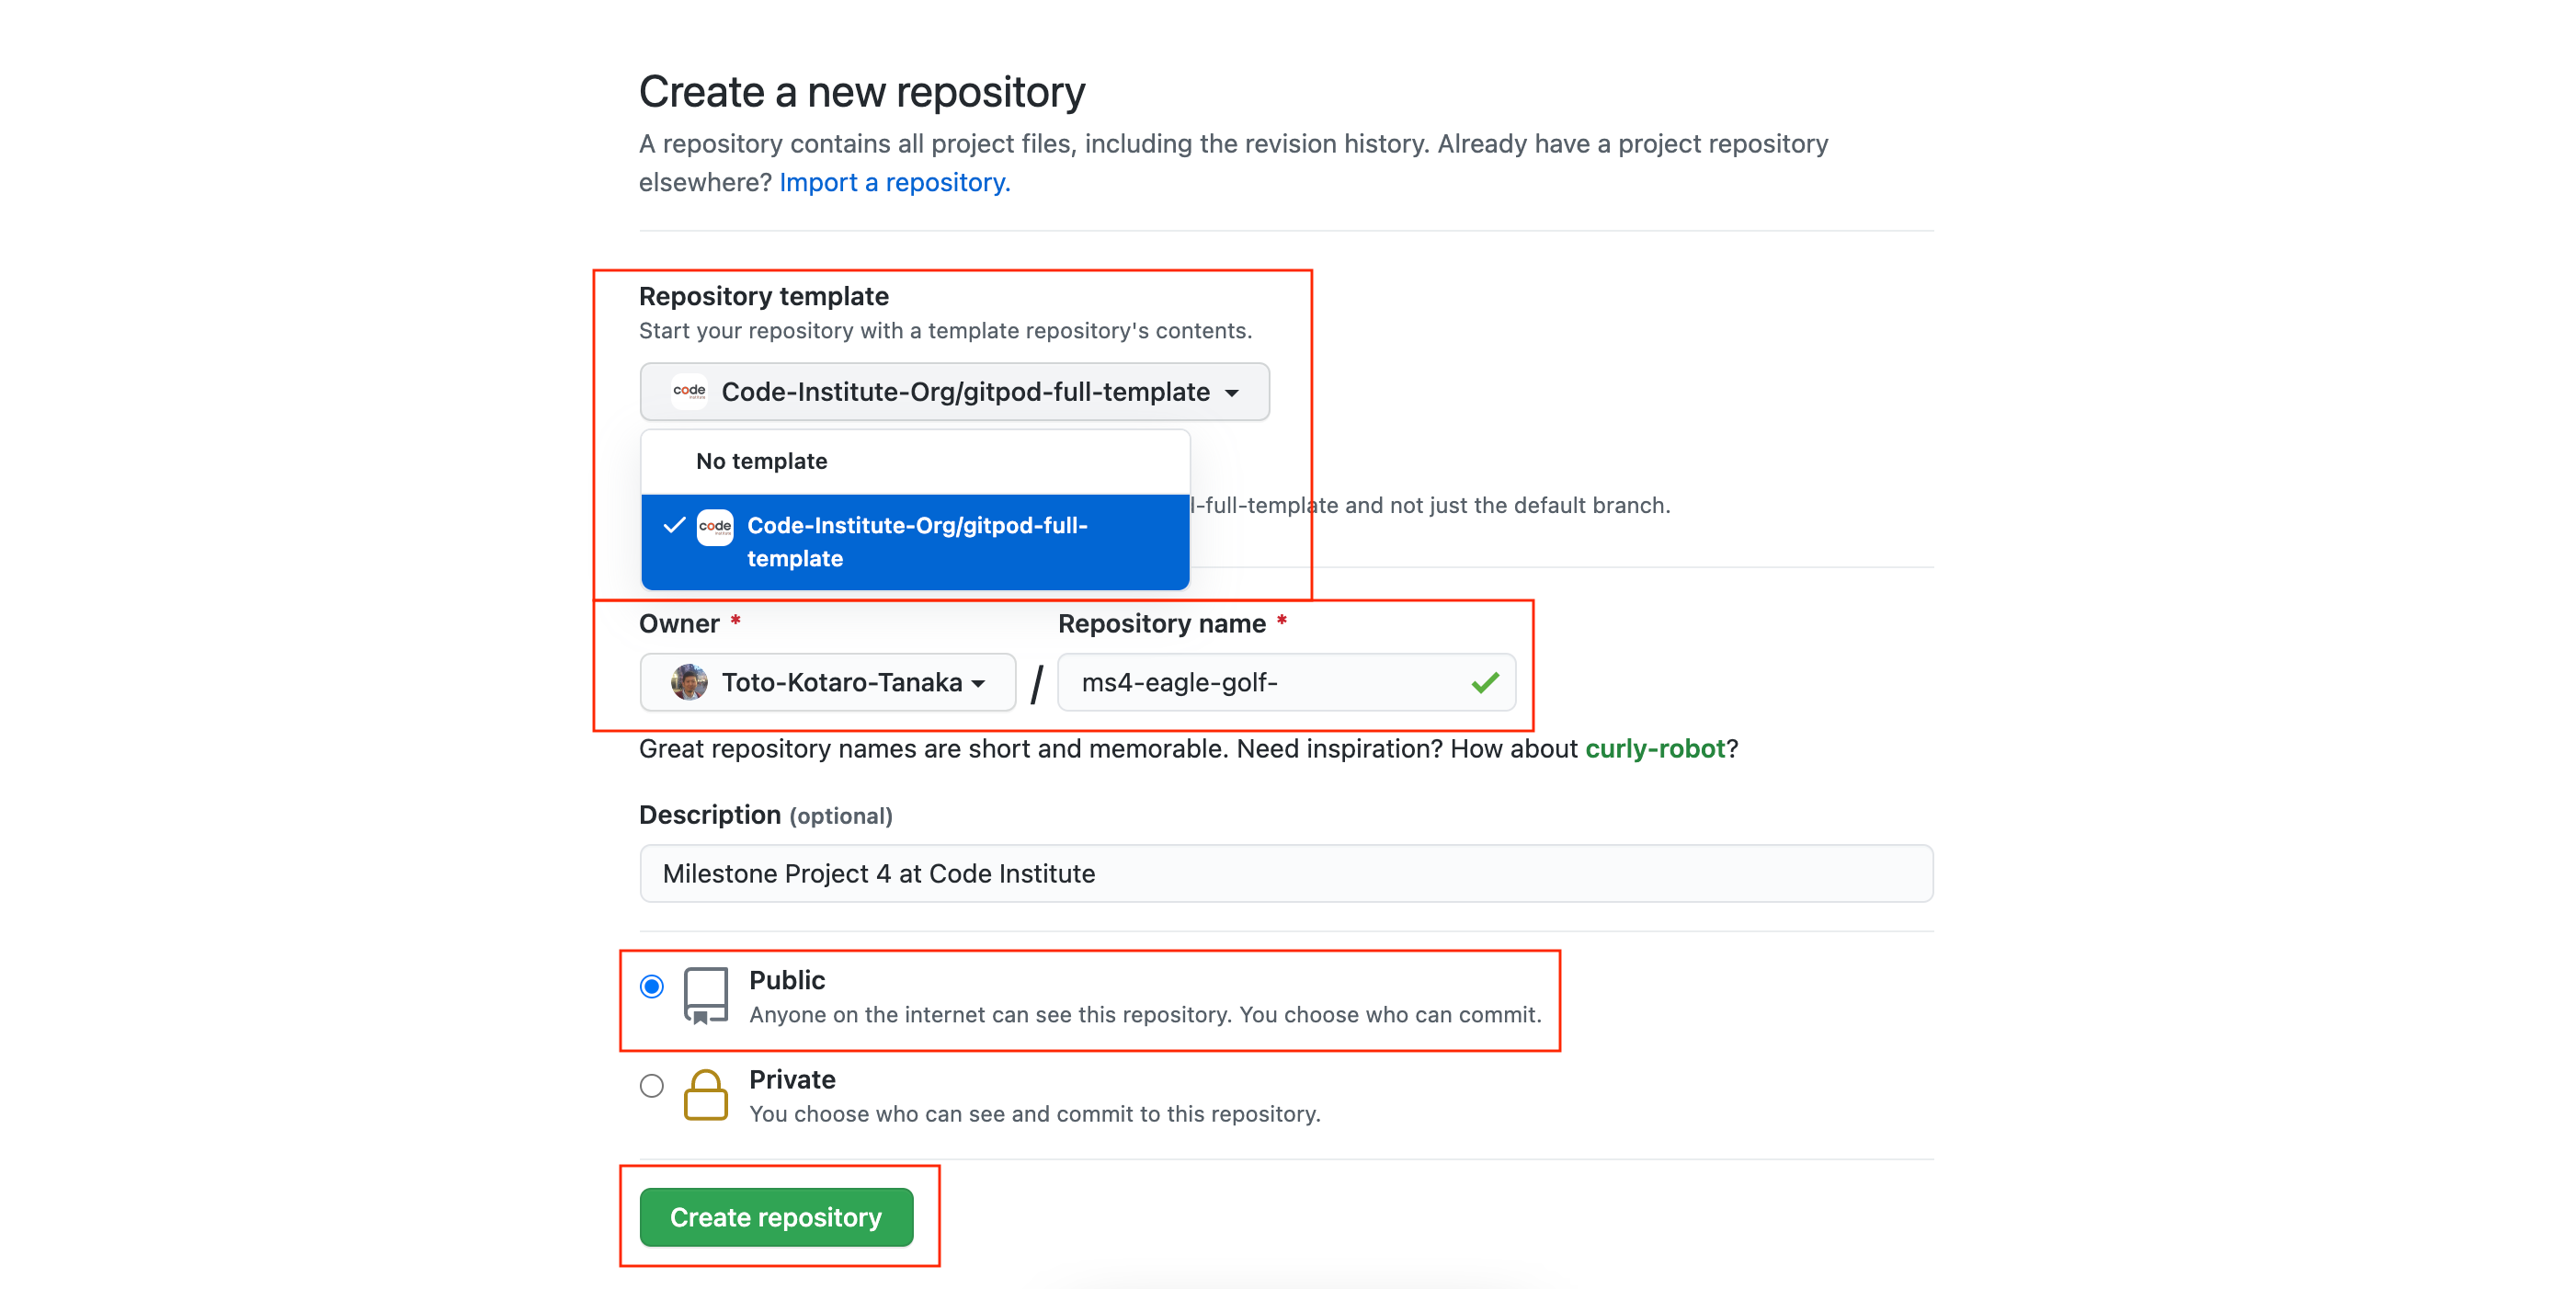 Create a new repository
A repository contains all project files, including the revision history. Already have a project repository
elsewhere? Import a repository.
Repository template
Start your repository with a template repository's contents.
code
institute
Code-Institute-Org/gitpod-full-template
No template
l-full-template and not just the default branch.
code
institute
Code-Institute-Org/gitpod-full-
template
Owner *
Repository name *
Toto-Kotaro-Tanaka / ms4-eagle-golf-
Great repository names are short and memorable. Need inspiration? How about curly-robot?
Description (optional)
Milestone Project 4 at Code Institute
Public
Anyone on the internet can see this repository. You choose who can commit.
Private
You choose who can see and commit to this repository.
Create repository